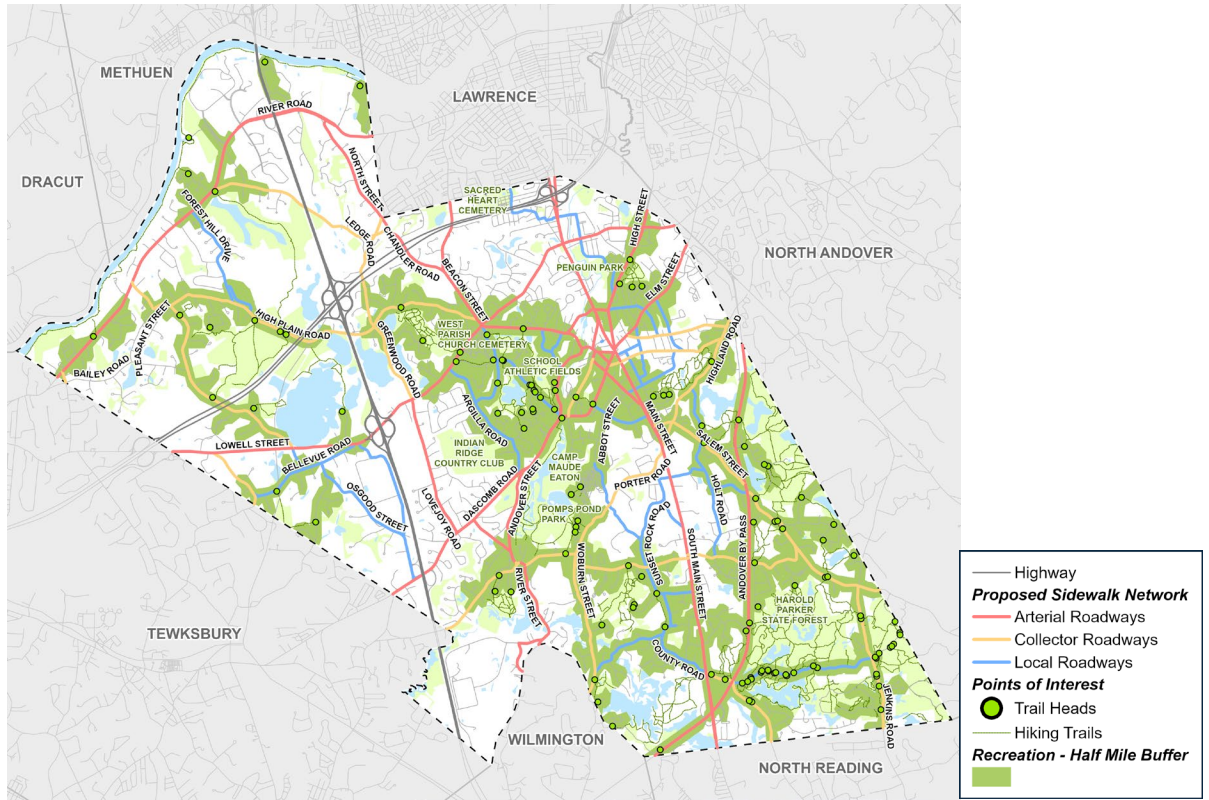 METHUEN
LAWRENCE
DRACUT
NORTH ANDOVER
TEWKSBURY
WILMINGTON
NORTH READING
RIVER ROAD
NORTH STREET
SACRED
HEART
CEMETERY
HIGH STREET
FOREST HILL DRIVE
LEDGE ROAD
CHANDLER ROAD
BEACON STREET
PENGUIN PARK
ELM STREET
PLEASANT STREET
HIGH PLAIN ROAD
BAILEY ROAD
GREENWOOD ROAD
WEST
PARISH
CHURCH CEMETERY
SCHOOL
ATHLETIC FIELDS
HIGHLAND ROAD
ARGILLA ROAD
ABBOT STREET
MAIN STREET
SALEM STREET
LOWELL STREET
BELLEVUE ROAD
INDIAN
RIDGE
COUNTRY CLUB
CAMP
MAUDE
EATON
PORTER ROAD
HOLT ROAD
OSGOOD STREET
LOVEJOY ROAD
DASCOMB ROAD
ANDOVER STREET
POMPS POND
PARK
SUNSET ROCK ROAD
SOUTH MAIN STREET
ANDOVER BY PASS
RIVER STREET
WOBURN STREET
HAROLD
PARKER
STATE FOREST
COUNTY ROAD
JENKINS ROAD
Highway
Proposed Sidewalk Network
Arterial Roadways
Collector Roadways
Local Roadways
Points of Interest
Trail Heads
Hiking Trails
Recreation - Half Mile Buffer